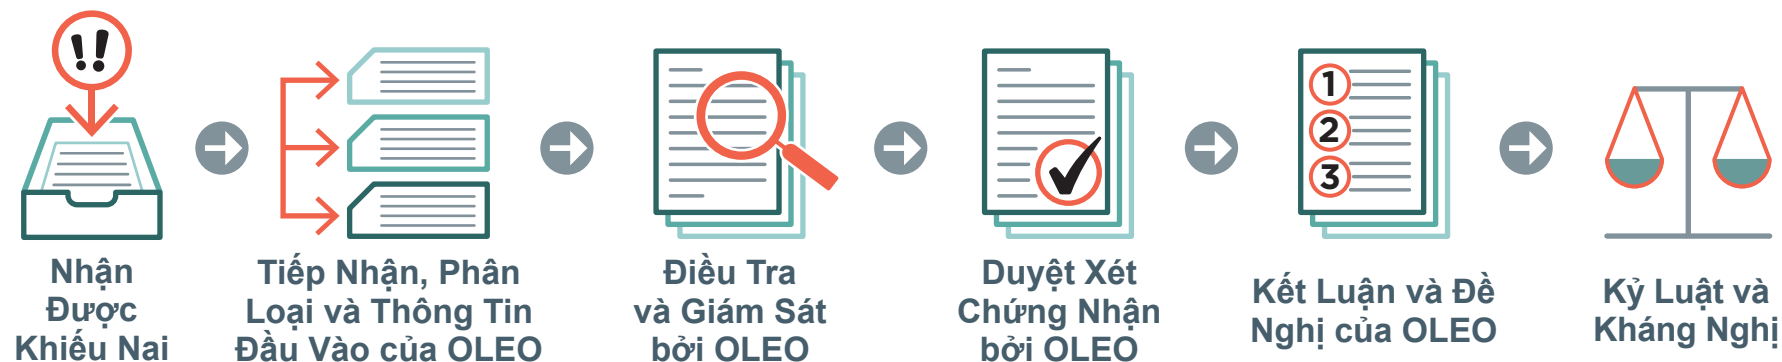 !!
1
2
3
Nhận
Được
Khiếu Nại
Tiếp Nhận, Phân
Loại và Thông Tin
Đầu Vào của OLEO
Điều Tra
và Giám Sát
bởi OLEO
Duyệt Xét
Chứng Nhận
bởi OLEO
Kết Luận và Đề
Nghị của OLEO
Kỷ Luật và
Kháng Nghị